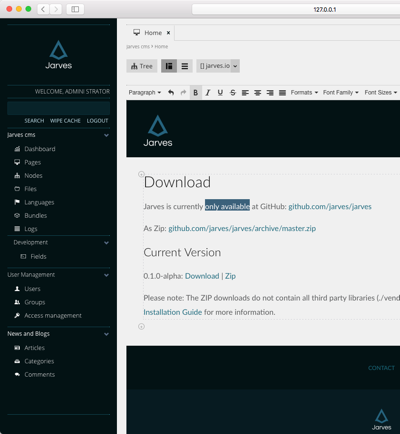 127.0.0.1
Jarves
WELCOME, ADMINI STRATOR
SEARCH WIPE CACHE LOGOUT
Jarves cms
Dashboard
Pages
Nodes
Files
Languages
Bundles
Logs
Development
Fields
User Management
Users
Groups
Access management
News and Blogs
Articles
Categories
Comments
Home ×
jarves cms > home
Tree
[] jarves.io
Paragraph B I U S Formats Font Family Font Sizes
Jarves
Download
Jarves is currently only available at GitHub: github.com/jarves/jarves
As Zip: github.com/jarves/jarves/archive/master.zip
Current Version
0.1.0-alpha: Download | Zip
Please note: The ZIP downloads do not contain all third party libraries (./vend
Installation Guide for more information.
CONTACT
Jarves